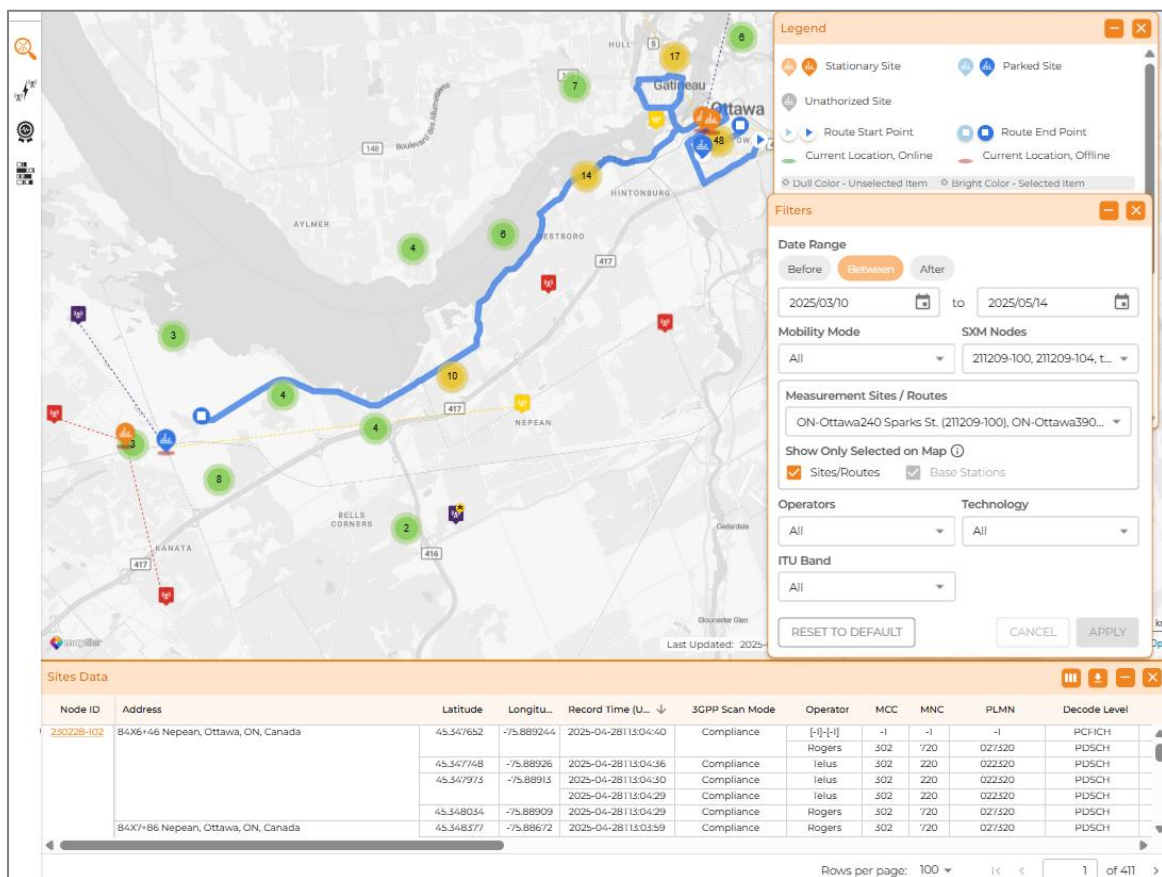 HULL
5
6
17
148
7
Gatineau
Ottawa
148
Boulevard des Allumettières
48
14
HINTONBURG
AYLMER
6
WESTBORO
4
417
3
10
4
417
4
NEPEAN
3
8
BELLS
CORNERS
2
Cedardale
416
KANATA
417
Gloucester Glen
maptiler
Last Updated: 2025-
Legend
Stationary Site
Parked Site
Unathorized Site
Route Start Point
Route End Point
Current Location, Online
Current Location, Offline
Dull Color - Unselected Item
Bright Color - Selected Item
Filters
Date Range
Before
Between
After
2025/03/10
to
2025/05/14
Mobility Mode
SXM Nodes
All
211209-100, 211209-104, t...
Measurement Sites / Routes
ON-Ottawa240 Sparks St. (211209-100), ON-Ottawa390...
Show Only Selected on Map
Sites/Routes
Base Stations
Operators
Technology
All
All
ITU Band
All
RESET TO DEFAULT
CANCEL
APPLY
Sites Data
Node ID Address Latitude Longitu... Record Time (U... 3GPP Scan Mode Operator MCC MNC PLMN Decode Level
230228-102 84X6+46 Nepean, Ottawa, ON, Canada 45.347652 -75.889244 2025-04-28T13:04:40 Compliance [-1]-[-1] -1 -1 -1 PCFICH
Rogers 302 720 027320 PDSCH
45.347748 -75.88926 2025-04-28T13:04:36 Compliance Telus 302 220 022320 PDSCH
45.347973 -75.88913 2025-04-28T13:04:30 Compliance Telus 302 220 022320 PDSCH
2025-04-28T13:04:29 Compliance Telus 302 220 022320 PDSCH
45.348034 -75.88909 2025-04-28T13:04:29 Compliance Rogers 302 720 027320 PDSCH
84X7+86 Nepean, Ottawa, ON, Canada 45.348377 -75.88672 2025-04-28T13:03:59 Compliance Rogers 302 720 027320 PDSCH
Rows per page: 100
1 of 411